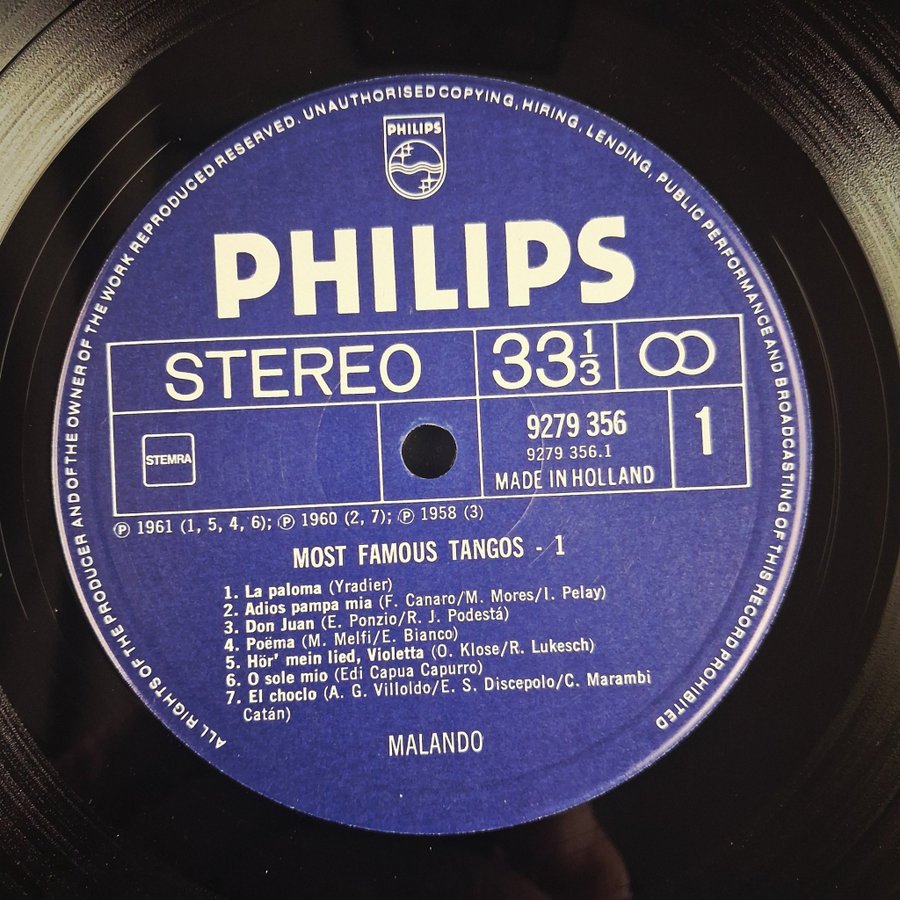 ALL RIGHTS OF THE PRODUCER AND OF THE OWNER OF THE WORK REPRODUCED RESERVED. UNAUTHORISED COPYING, HIRING, LENDING, PUBLIC PERFORMANCE AND BROADCASTING OF THIS RECORD PROHIBITED
PHILIPS
PHILIPS
STEREO
33 1/3
STEMRA
9279 356
9279 356.1
MADE IN HOLLAND
1
Ⓟ 1961 (1, 5, 4, 6); Ⓟ 1960 (2, 7); Ⓟ 1958 (3)
MOST FAMOUS TANGOS - 1
1. La paloma (Yradier)
2. Adios pampa mia (F. Canaro/M. Mores/I. Pelay)
3. Don Juan (E. Ponzio/R. J. Podestá)
4. Poëma (M. Melfi/E. Bianco)
5. Hör' mein lied, Violetta (O. Klose/R. Lukesch)
6. O sole mio (Edi Capua Capurro)
7. El choclo (A. G. Villoldo/E. S. Discepolo/C. Marambi
Catán)
MALANDO